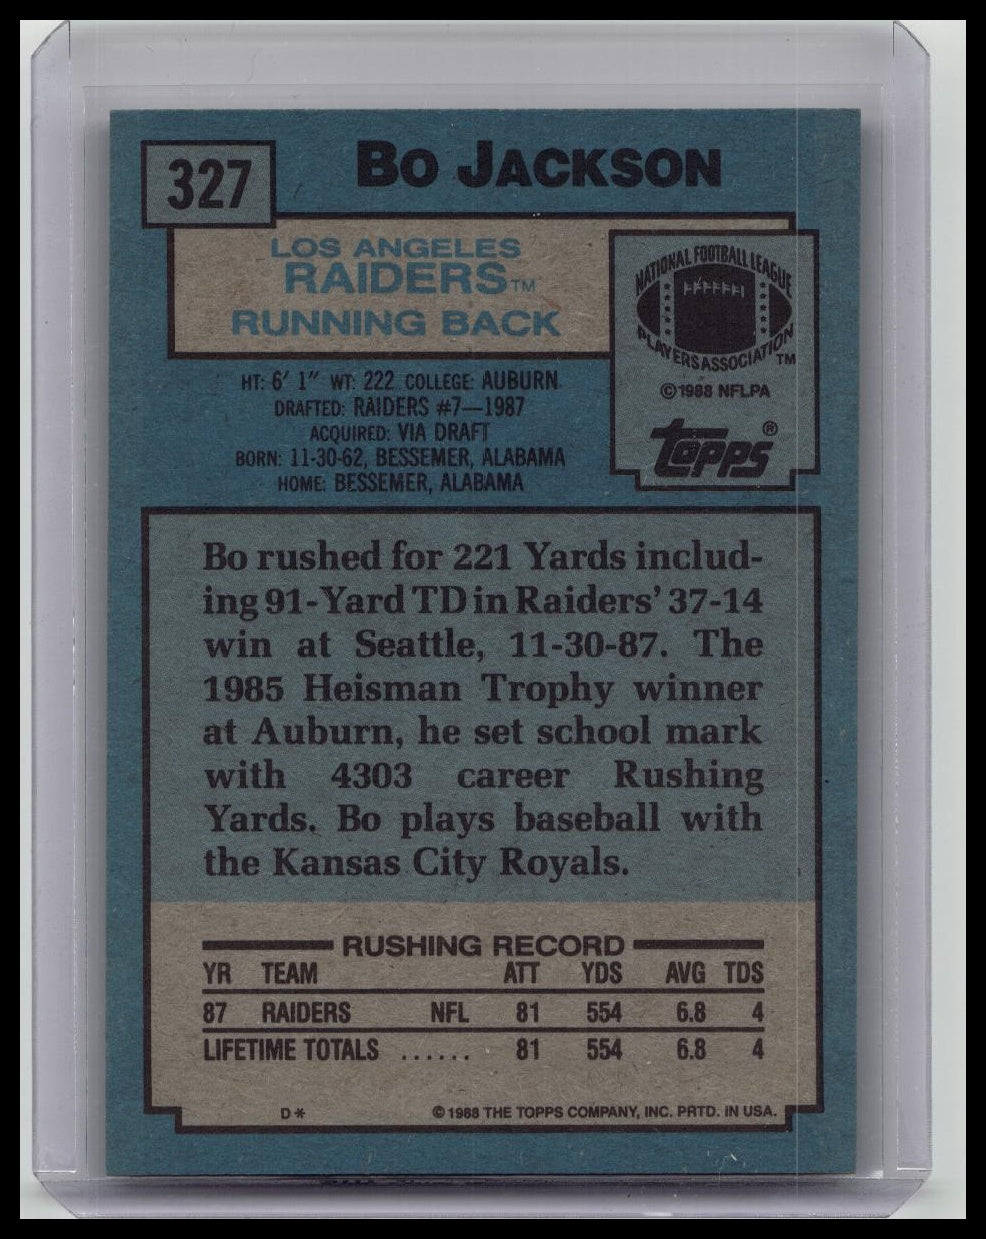 327
BO JACKSON
LOS ANGELES
RAIDERS™
RUNNING BACK
NATIONAL FOOTBALL LEAGUE
PLAYERS ASSOCIATION™
©1988 NFLPA
topps®
HT: 6' 1" WT: 222 COLLEGE: AUBURN
DRAFTED: RAIDERS #7—1987
ACQUIRED: VIA DRAFT
BORN: 11-30-62, BESSEMER, ALABAMA
HOME: BESSEMER, ALABAMA
Bo rushed for 221 Yards includ-
ing 91-Yard TD in Raiders' 37-14
win at Seattle, 11-30-87. The
1985 Heisman Trophy winner
at Auburn, he set school mark
with 4303 career Rushing
Yards. Bo plays baseball with
the Kansas City Royals.
RUSHING RECORD
YR TEAM ATT YDS AVG TDS
87 RAIDERS NFL 81 554 6.8 4
LIFETIME TOTALS ...... 81 554 6.8 4
D* ©1988 THE TOPPS COMPANY, INC. PRTD. IN USA.